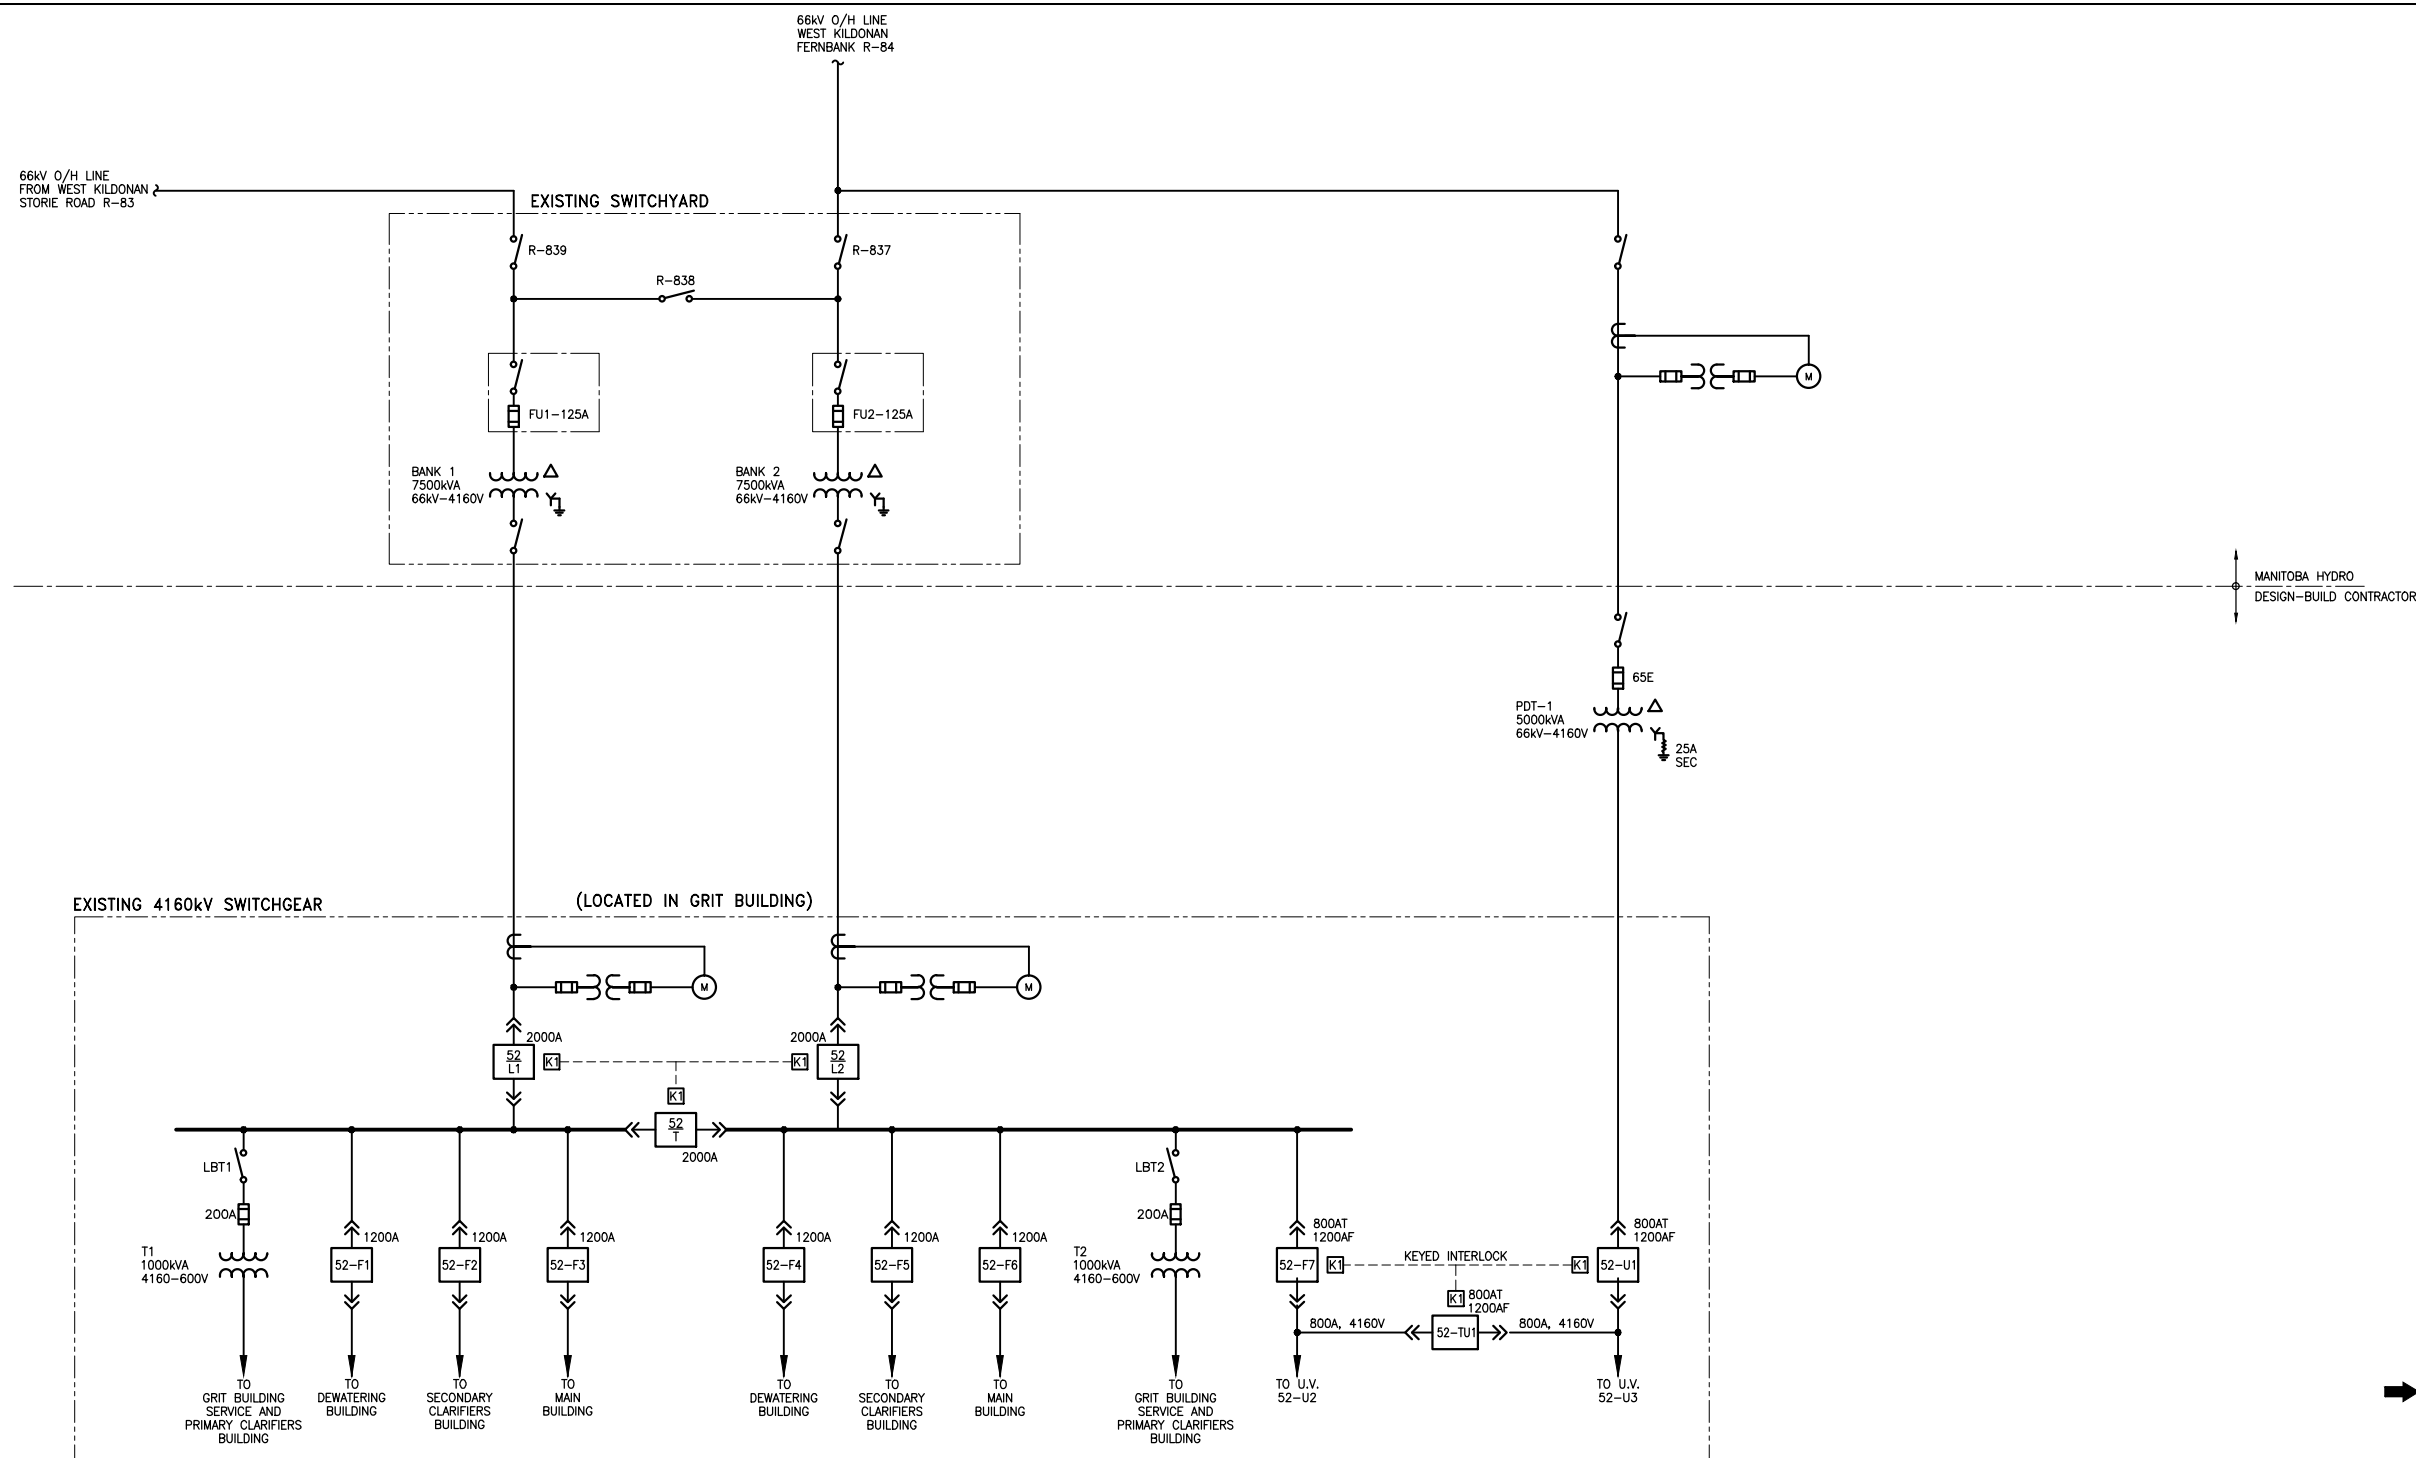 66kV O/H LINE
WEST KILDONAN
FERNBANK R-84
66kV O/H LINE
FROM WEST KILDONAN
STORIE ROAD R-83
EXISTING SWITCHYARD
R-839
R-837
R-838
M
FU1-125A
FU2-125A
BANK 1
7500kVA
66kV-4160V
BANK 2
7500kVA
66kV-4160V
MANITOBA HYDRO
DESIGN-BUILD CONTRACTOR
65E
PDT-1
5000kVA
66kV-4160V
25A
SEC
EXISTING 4160kV SWITCHGEAR
(LOCATED IN GRIT BUILDING)
M
M
2000A
2000A
52
L1
K1
K1
52
L2
K1
52
T
2000A
LBT1
LBT2
200A
200A
1200A
1200A
1200A
1200A
1200A
1200A
800AT
1200AF
800AT
1200AF
T1
1000kVA
4160-600V
52-F1
52-F2
52-F3
52-F4
52-F5
52-F6
T2
1000kVA
4160-600V
52-F7
K1
KEYED INTERLOCK
K1
52-U1
K1
800AT
1200AF
800A, 4160V
52-TU1
800A, 4160V
TO
GRIT BUILDING
SERVICE AND
PRIMARY CLARIFIERS
BUILDING
TO
DEWATERING
BUILDING
TO
SECONDARY
CLARIFIERS
BUILDING
TO
MAIN
BUILDING
TO
DEWATERING
BUILDING
TO
SECONDARY
CLARIFIERS
BUILDING
TO
MAIN
BUILDING
TO
GRIT BUILDING
SERVICE AND
PRIMARY CLARIFIERS
BUILDING
TO U.V.
52-U2
TO U.V.
52-U3